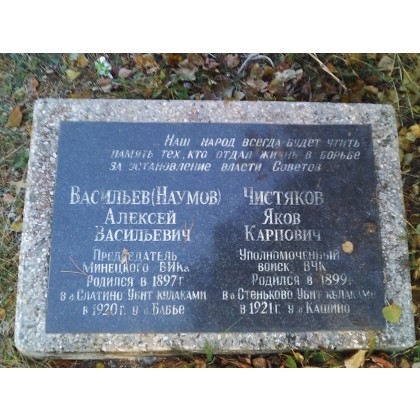 Наш народ всегда будет чтить
память тех, кто отдал жизнь в борьбе
за установление власти Советов
Васильев(Наумов)
Алексей
Васильевич
Председатель
Минецкого ВИКа
Родился в 1897 г
в д Слатино Убит кулаками
в 1920 г у д Бабье
Чистяков
Яков
Карпович
Уполномоченный
войск ВЧК
Родился в 1899 г
в д Стеньково Убит кулаками
в 1921 г у д Кашино